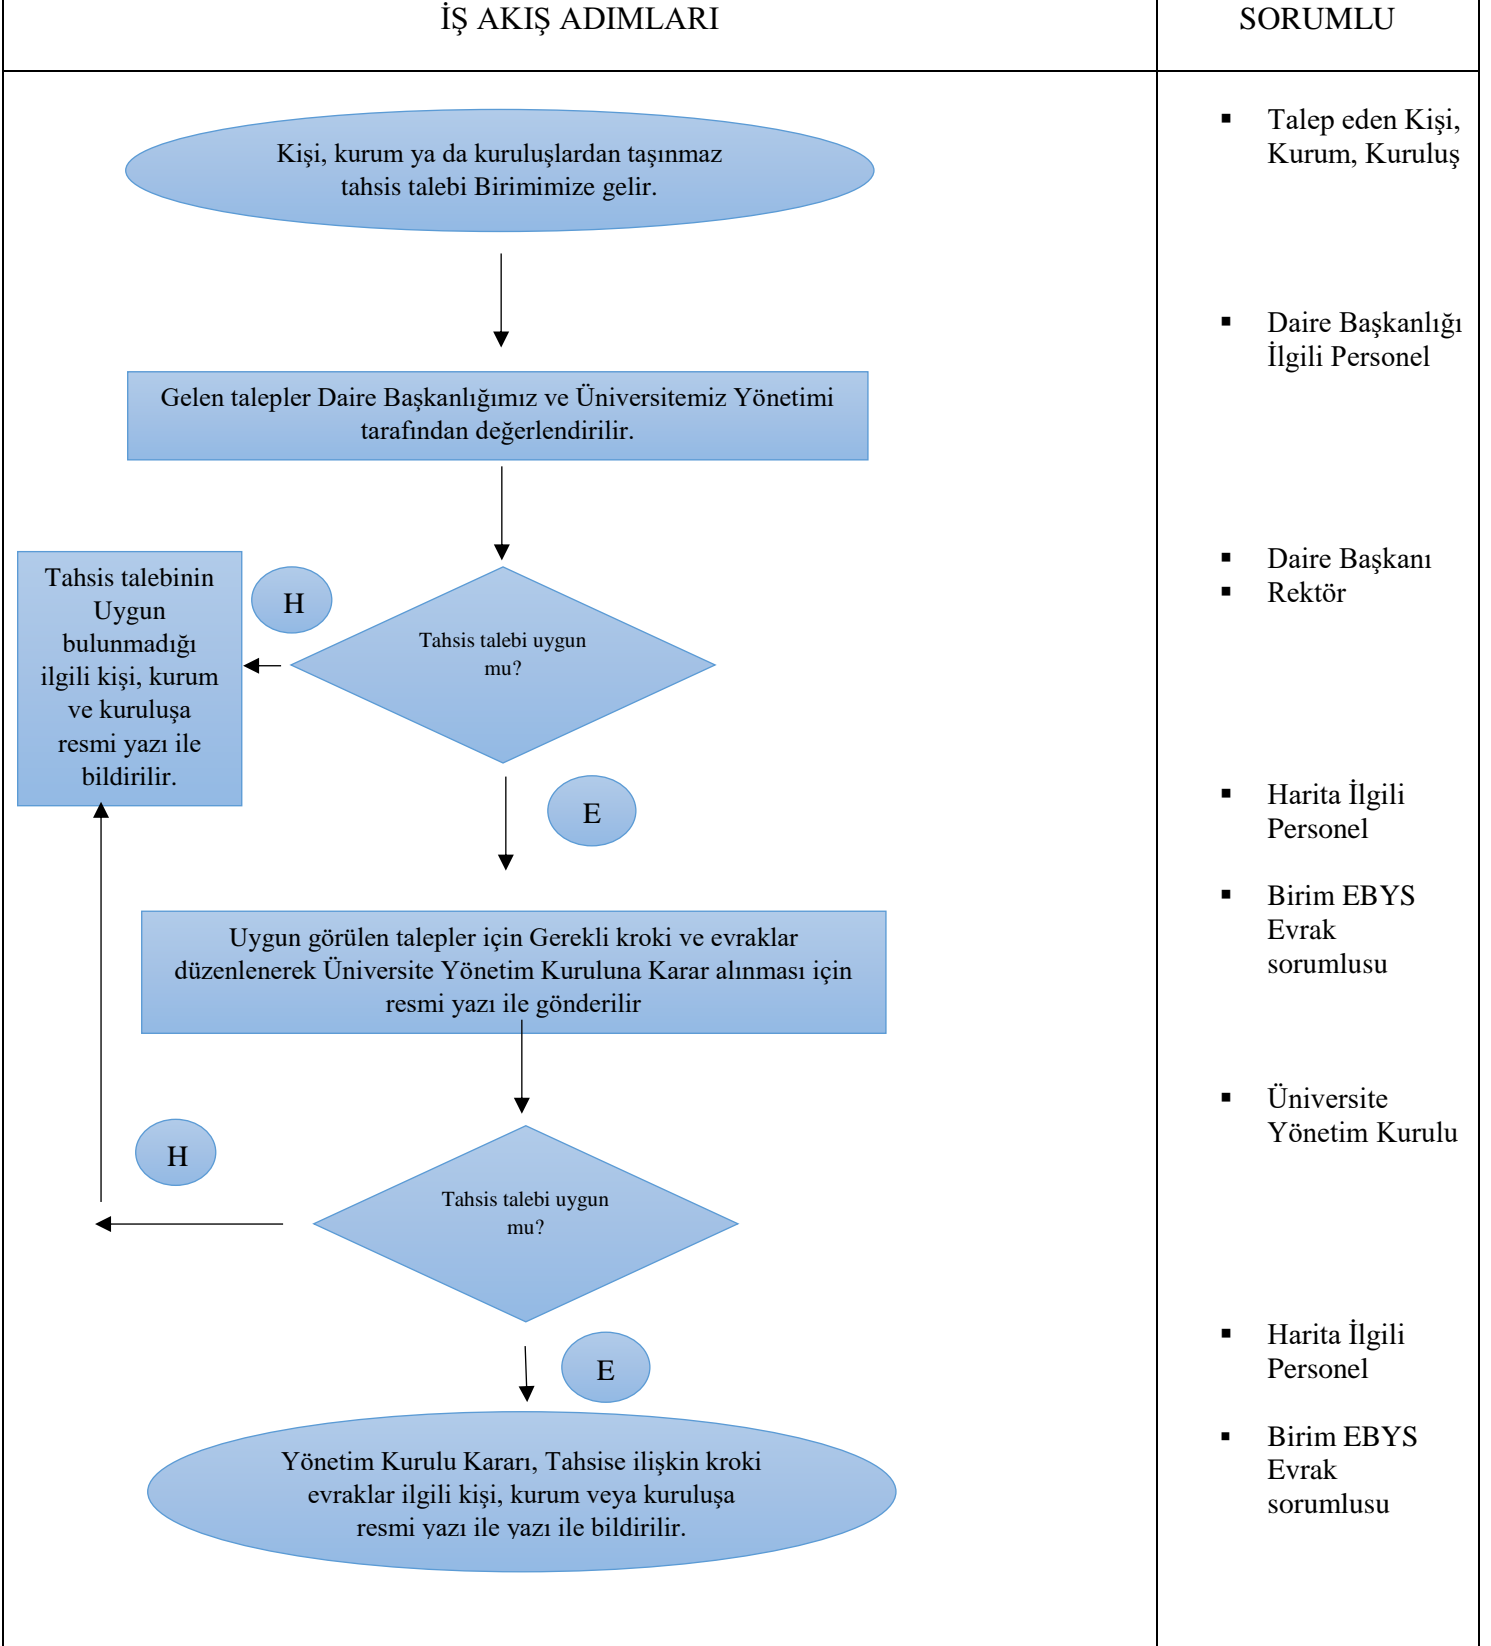 İŞ AKIŞ ADIMLARI
SORUMLU
Kişi, kurum ya da kuruluşlardan taşınmaz
tahsis talebi Birimimize gelir.
▪ Talep eden Kişi,
Kurum, Kuruluş
Gelen talepler Daire Başkanlığımız ve Üniversitemiz Yönetimi
tarafından değerlendirilir.
▪ Daire Başkanlığı
İlgili Personel
Tahsis talebi uygun
mu?
▪ Daire Başkanı
▪ Rektör
H
Tahsis talebinin
Uygun
bulunmadığı
ilgili kişi, kurum
ve kuruluşa
resmi yazı ile
bildirilir.
E
Uygun görülen talepler için Gerekli kroki ve evraklar
düzenlenerek Üniversite Yönetim Kuruluna Karar alınması için
resmi yazı ile gönderilir
▪ Harita İlgili
Personel
▪ Birim EBYS
Evrak
sorumlusu
Tahsis talebi uygun
mu?
▪ Üniversite
Yönetim Kurulu
H
E
Yönetim Kurulu Kararı, Tahsise ilişkin kroki
evraklar ilgili kişi, kurum veya kuruluşa
resmi yazı ile yazı ile bildirilir.
▪ Harita İlgili
Personel
▪ Birim EBYS
Evrak
sorumlusu